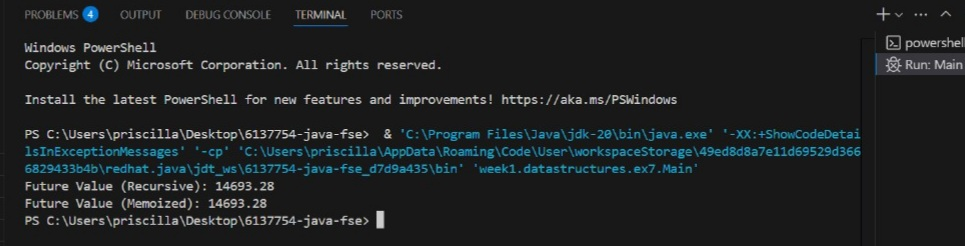 PROBLEMS 4 OUTPUT DEBUG CONSOLE TERMINAL PORTS
powershell
Run: Main
Windows PowerShell
Copyright (C) Microsoft Corporation. All rights reserved.
Install the latest PowerShell for new features and improvements! https://aka.ms/PSWindows
PS C:\Users\priscilla\Desktop\6137754-java-fse> & 'C:\Program Files\Java\jdk-20\bin\java.exe' '-XX:+ShowCodeDetai
lsInExceptionMessages' '-cp' 'C:\Users\priscilla\AppData\Roaming\Code\User\workspaceStorage\49ed8d8a7e11d69529d366
6829433b4b\redhat.java\jdt_ws\6137754-java-fse_d7d9a435\bin' 'week1.datastructures.ex7.Main'
Future Value (Recursive): 14693.28
Future Value (Memoized): 14693.28
PS C:\Users\priscilla\Desktop\6137754-java-fse>